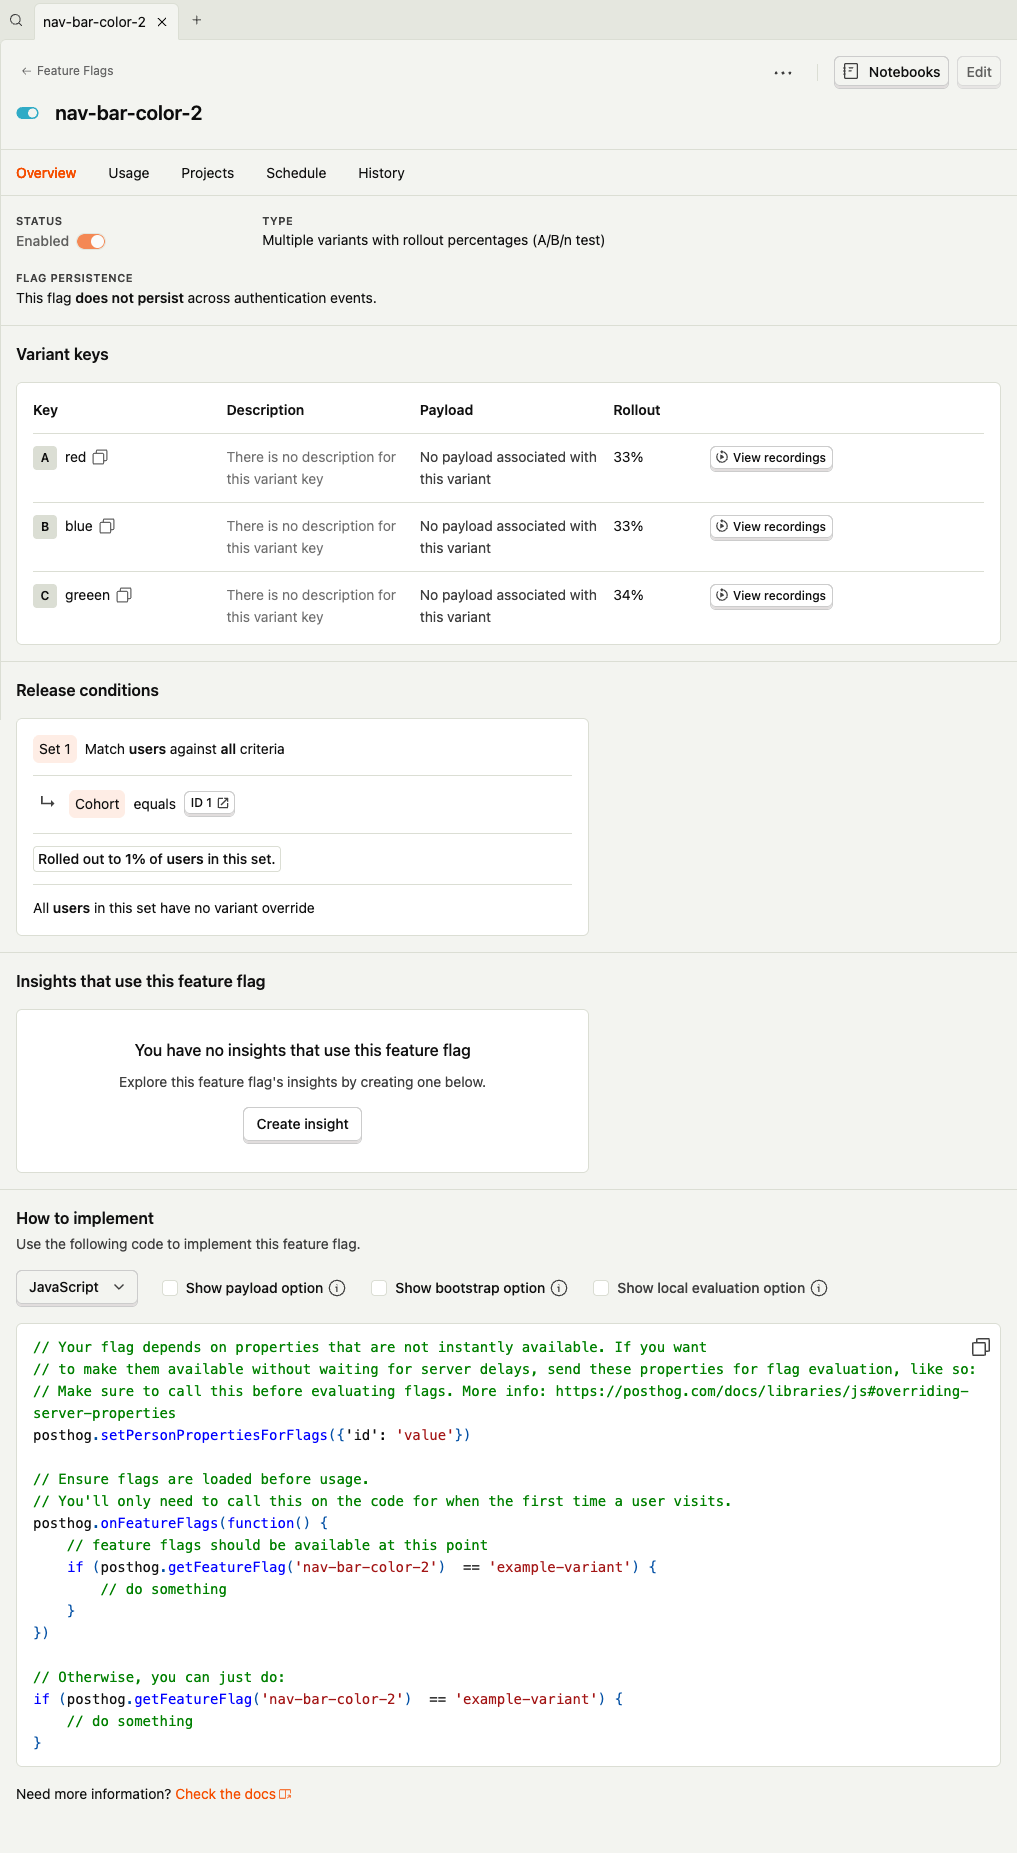 nav-bar-color-2
Feature Flags
Notebooks
Edit
nav-bar-color-2
Overview Usage Projects Schedule History
STATUS
Enabled
TYPE
Multiple variants with rollout percentages (A/B/n test)
FLAG PERSISTENCE
This flag does not persist across authentication events.
Variant keys
Key Description Payload Rollout
A red There is no description for this variant key No payload associated with this variant 33% View recordings
B blue There is no description for this variant key No payload associated with this variant 33% View recordings
C greeen There is no description for this variant key No payload associated with this variant 34% View recordings
Release conditions
Set 1 Match users against all criteria
Cohort equals ID 1
Rolled out to 1% of users in this set.
All users in this set have no variant override
Insights that use this feature flag
You have no insights that use this feature flag
Explore this feature flag's insights by creating one below.
Create insight
How to implement
Use the following code to implement this feature flag.
JavaScript Show payload option Show bootstrap option Show local evaluation option
// Your flag depends on properties that are not instantly available. If you want
// to make them available without waiting for server delays, send these properties for flag evaluation, like so:
// Make sure to call this before evaluating flags. More info: https://posthog.com/docs/libraries/js#overriding-
server-properties
posthog.setPersonPropertiesForFlags({'id': 'value'})
// Ensure flags are loaded before usage.
// You'll only need to call this on the code for when the first time a user visits.
posthog.onFeatureFlags(function() {
    // feature flags should be available at this point
    if (posthog.getFeatureFlag('nav-bar-color-2')  == 'example-variant') {
        // do something
    }
})
// Otherwise, you can just do:
if (posthog.getFeatureFlag('nav-bar-color-2')  == 'example-variant') {
    // do something
}
Need more information? Check the docs